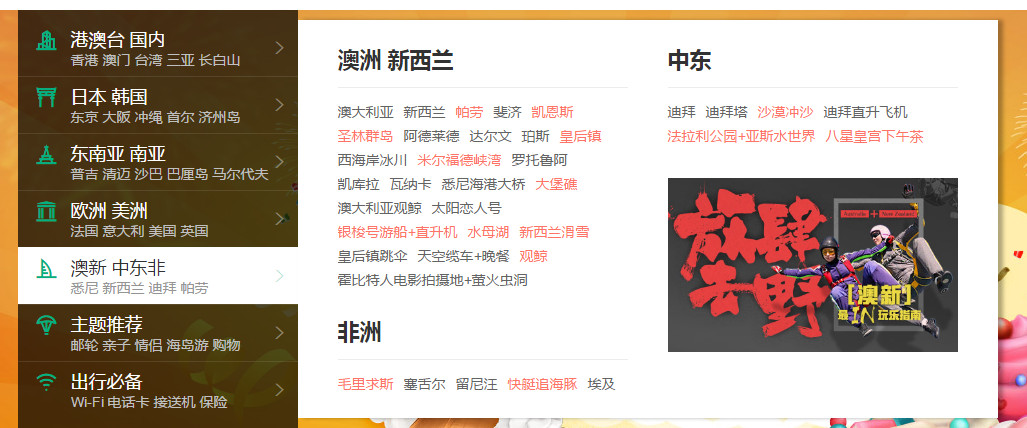 港澳台 国内
香港 澳门 台湾 三亚 长白山
日本 韩国
东京 大阪 冲绳 首尔 济州岛
东南亚 南亚
普吉 清迈 沙巴 巴厘岛 马尔代夫
欧洲 美洲
法国 意大利 美国 英国
澳新 中东非
悉尼 新西兰 迪拜 帕劳
主题推荐
邮轮 亲子 情侣 海岛游 购物
出行必备
Wi-Fi 电话卡 接送机 保险
澳洲 新西兰
澳大利亚 新西兰 帕劳 斐济 凯恩斯
圣林群岛 阿德莱德 达尔文 珀斯 皇后镇
西海岸冰川 米尔福德峡湾 罗托鲁阿
凯库拉 瓦纳卡 悉尼海港大桥 大堡礁
澳大利亚观鲸 太阳恋人号
银梭号游船+直升机 水母湖 新西兰滑雪
皇后镇跳伞 天空缆车+晚餐 观鲸
霍比特人电影拍摄地+萤火虫洞
非洲
毛里求斯 塞舌尔 留尼汪 快艇追海豚 埃及
中东
迪拜 迪拜塔 沙漠冲沙 迪拜直升飞机
法拉利公园+亚斯水世界 八星皇宫下午茶
放肆
去野
Australia + New Zealand
[澳新]
最IN玩乐指南